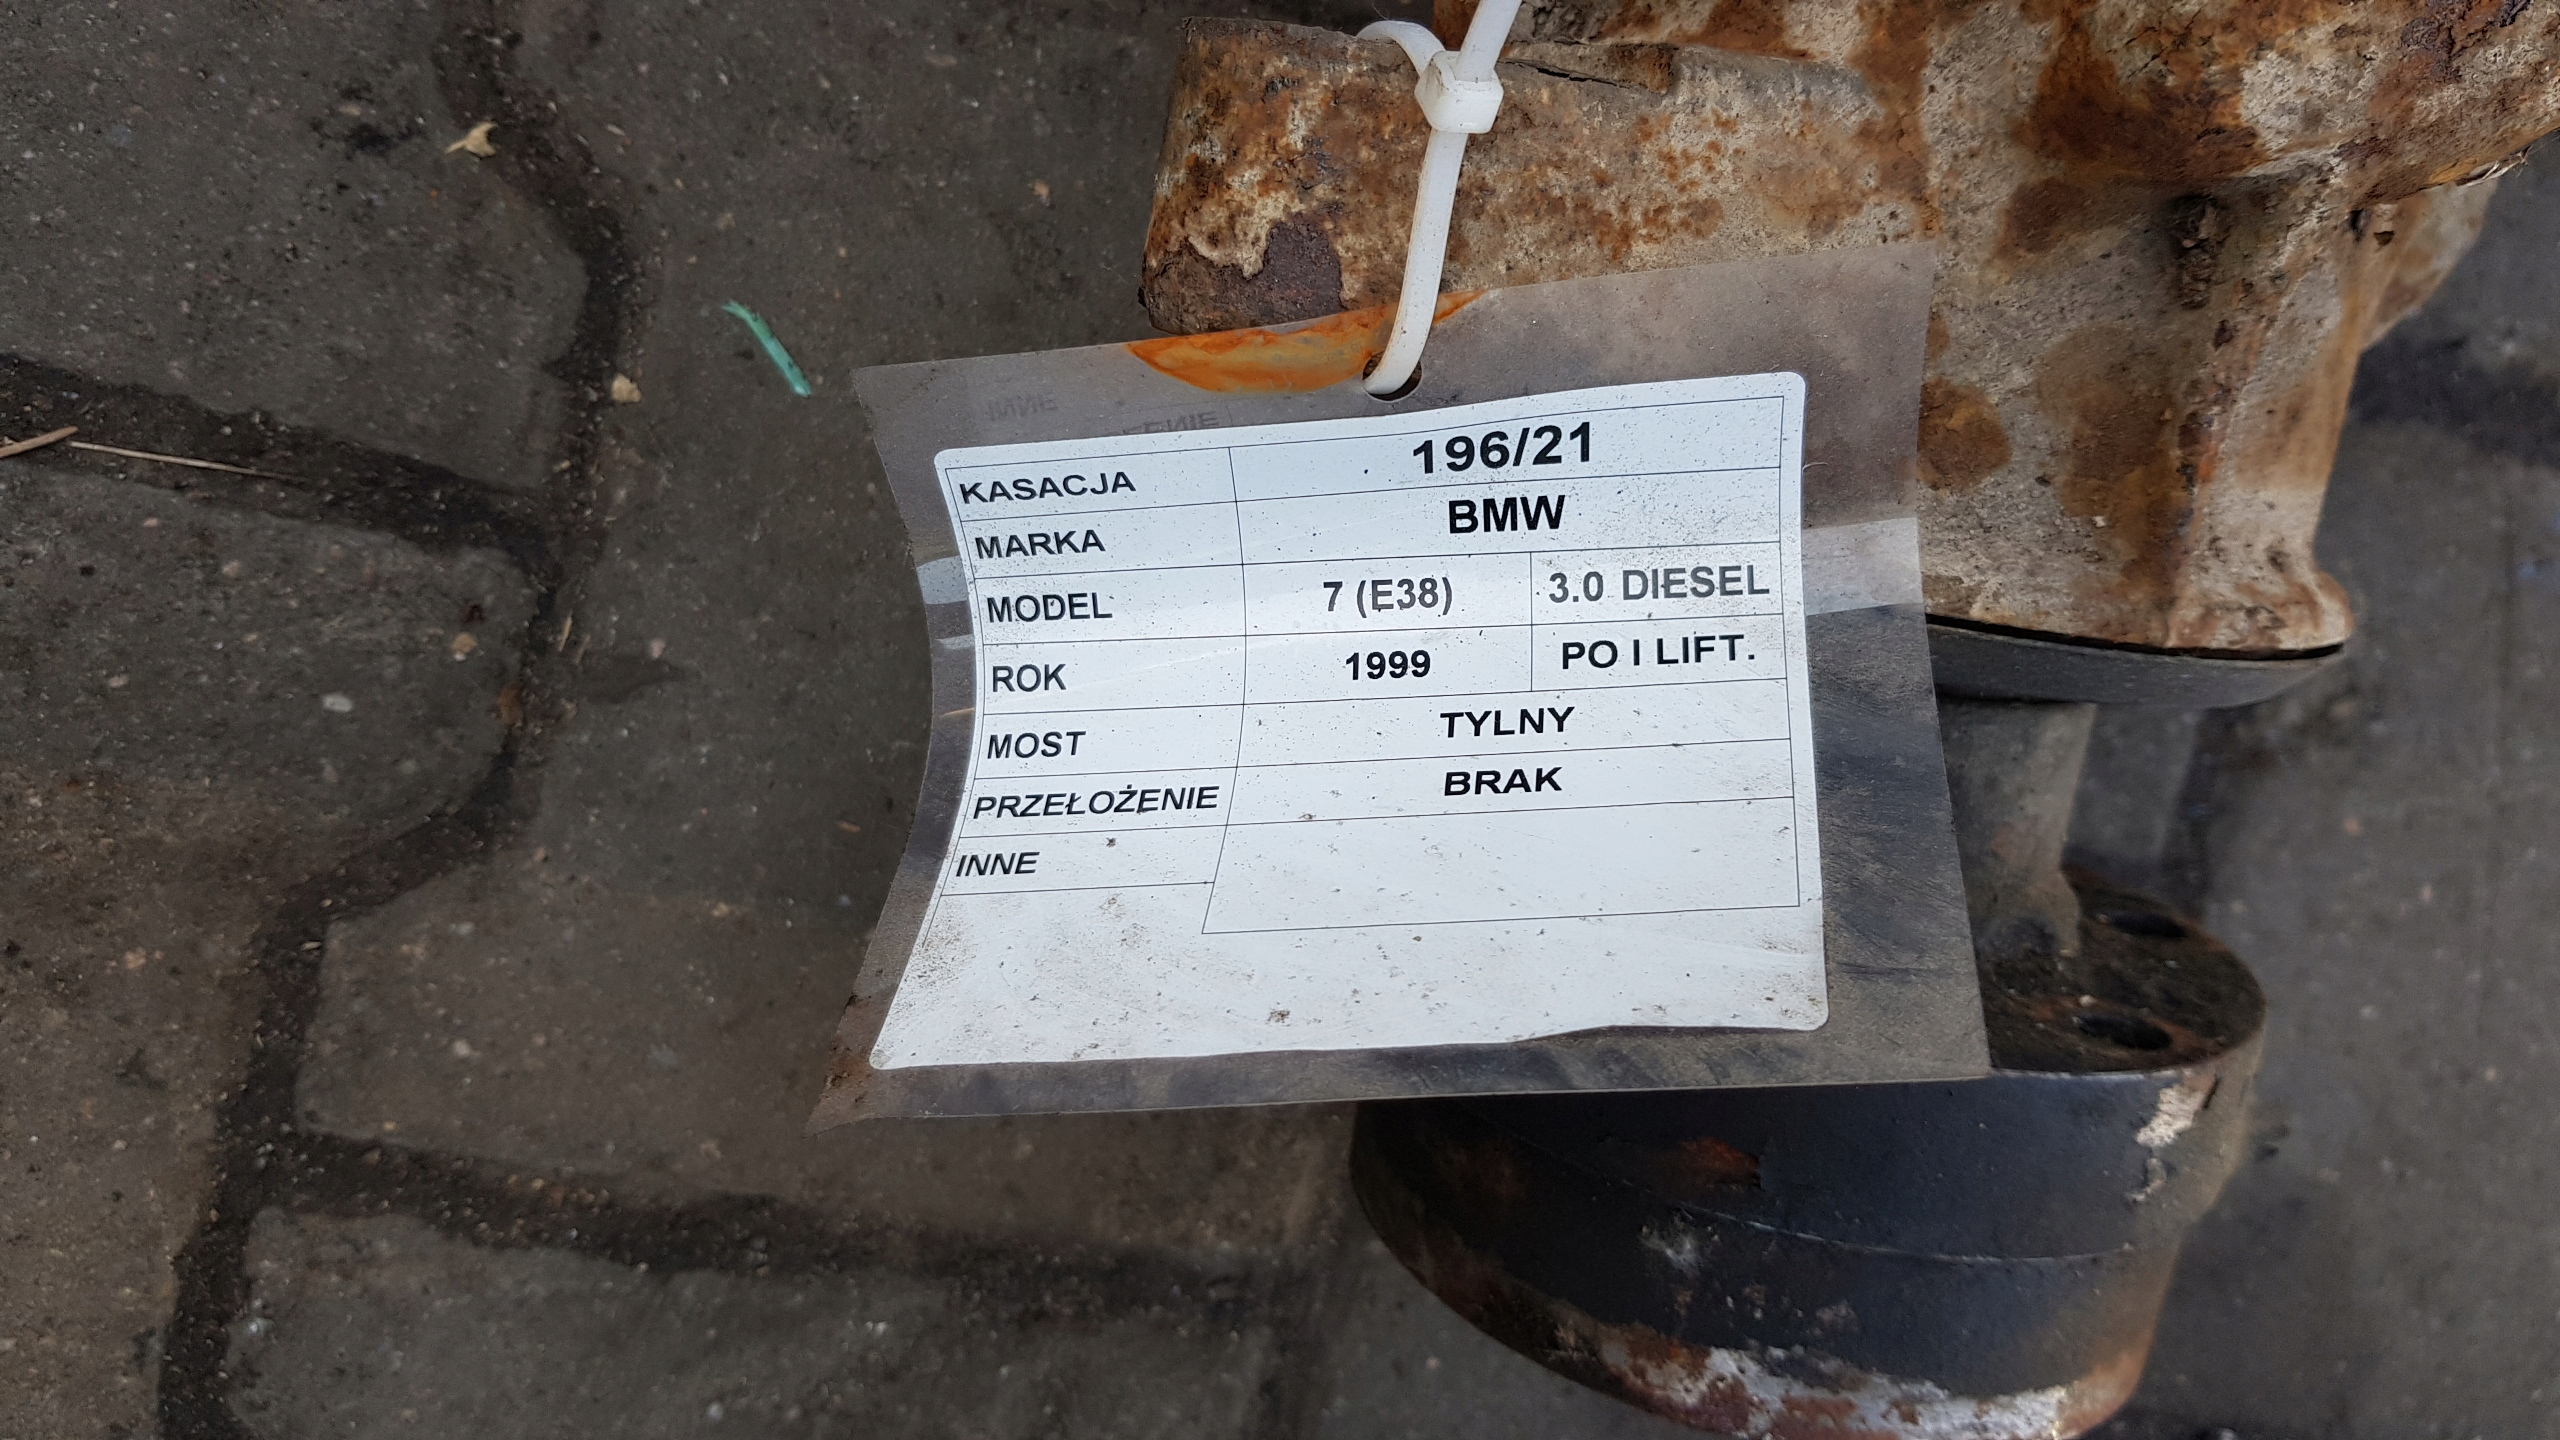 KASACJA 196/21
MARKA BMW
MODEL 7 (E38) 3.0 DIESEL
ROK 1999 PO I LIFT.
MOST TYLNY
PRZEŁOŻENIE BRAK
INNE